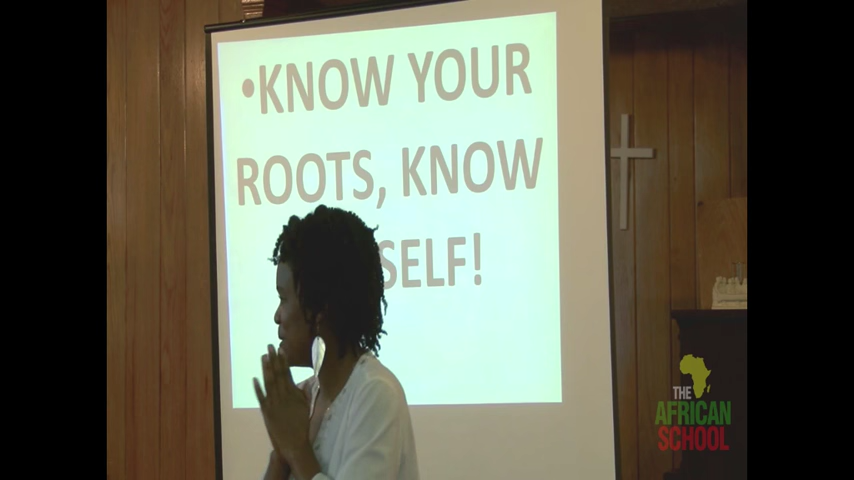 •KNOW YOUR
ROOTS, KNOW
SELF!
THE
AFRICAN
SCHOOL